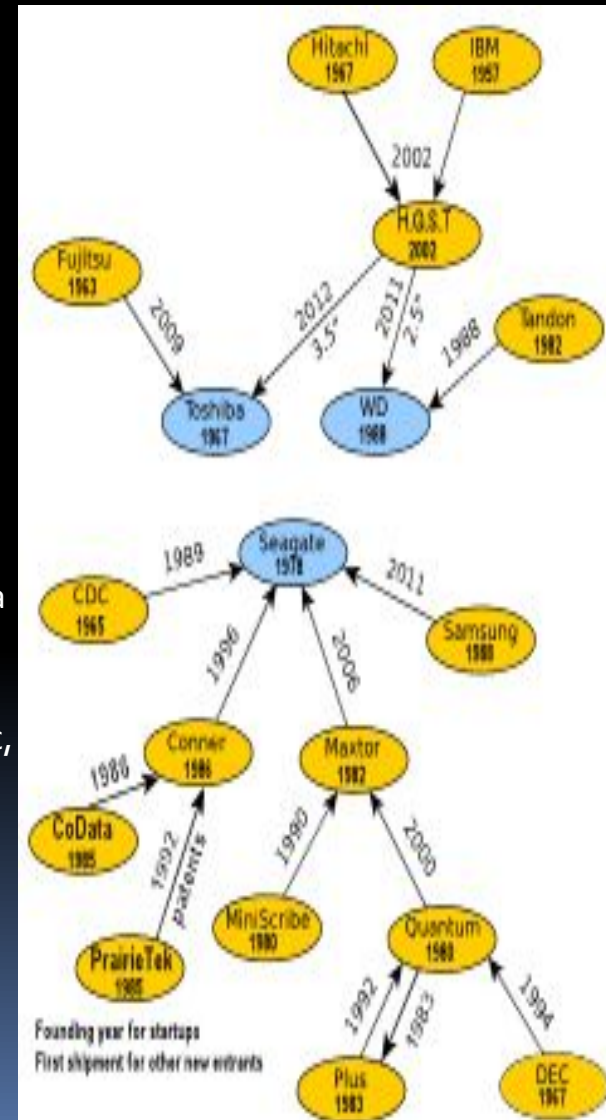 Hitachi
1967
IBM
1957
2002
H.G.S.T
2002
Fujitsu
1963
2009
2012
3.5"
2011
2.5"
Tandon
1982
1988
Toshiba
1967
WD
1988
Seagate
1978
1989
CDC
1965
2011
Samsung
1988
1996
2006
Conner
1986
Maxtor
1982
1986
CoData
1985
1992
patents
PrairieTek
1985
1990
MiniScribe
1980
2000
Quantum
1980
1992
1983
1994
Plus
1983
DEC
1967
Founding year for startups
First shipment for other new entrants